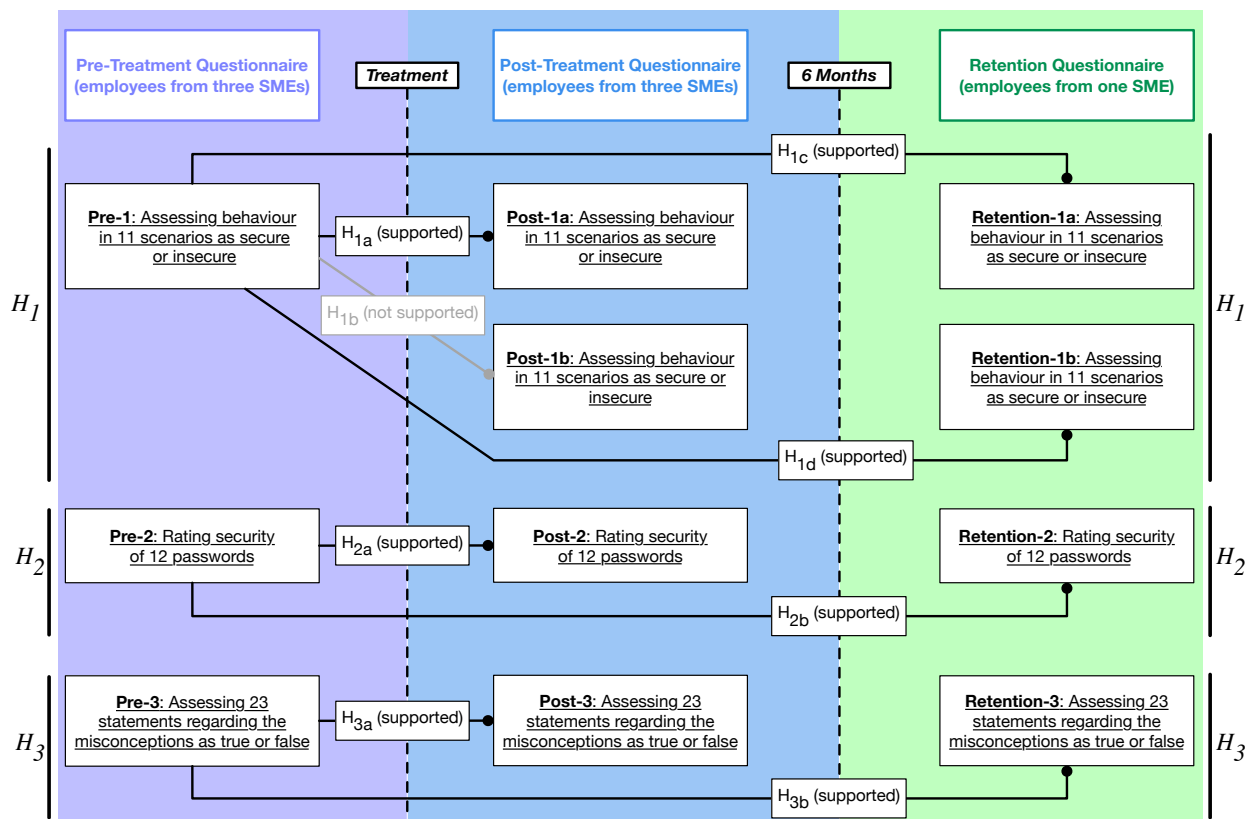 Pre-Treatment Questionnaire
(employees from three SMEs)
Treatment
Post-Treatment Questionnaire
(employees from three SMEs)
6 Months
Retention Questionnaire
(employees from one SME)
H1c (supported)
H1
Pre-1: Assessing behaviour
in 11 scenarios as secure
or insecure
H1a (supported)
Post-1a: Assessing behaviour
in 11 scenarios as secure
or insecure
Retention-1a: Assessing
behaviour in 11 scenarios
as secure or insecure
H1
H1b (not supported)
Post-1b: Assessing behaviour
in 11 scenarios as secure or
insecure
Retention-1b: Assessing
behaviour in 11 scenarios
as secure or insecure
H1d (supported)
H2
Pre-2: Rating security
of 12 passwords
H2a (supported)
Post-2: Rating security
of 12 passwords
Retention-2: Rating security
of 12 passwords
H2
H2b (supported)
H3
Pre-3: Assessing 23
statements regarding the
misconceptions as true or false
H3a (supported)
Post-3: Assessing 23
statements regarding the
misconceptions as true or false
Retention-3: Assessing 23
statements regarding the
misconceptions as true or false
H3
H3b (supported)